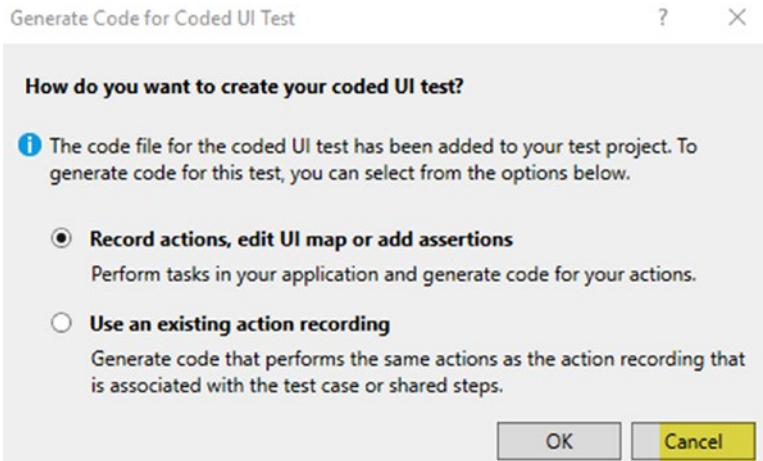 Generate Code for Coded UI Test ?
How do you want to create your coded UI test?
The code file for the coded UI test has been added to your test project. To
generate code for this test, you can select from the options below.
Record actions, edit UI map or add assertions
Perform tasks in your application and generate code for your actions.
Use an existing action recording
Generate code that performs the same actions as the action recording that
is associated with the test case or shared steps.
OK Cancel